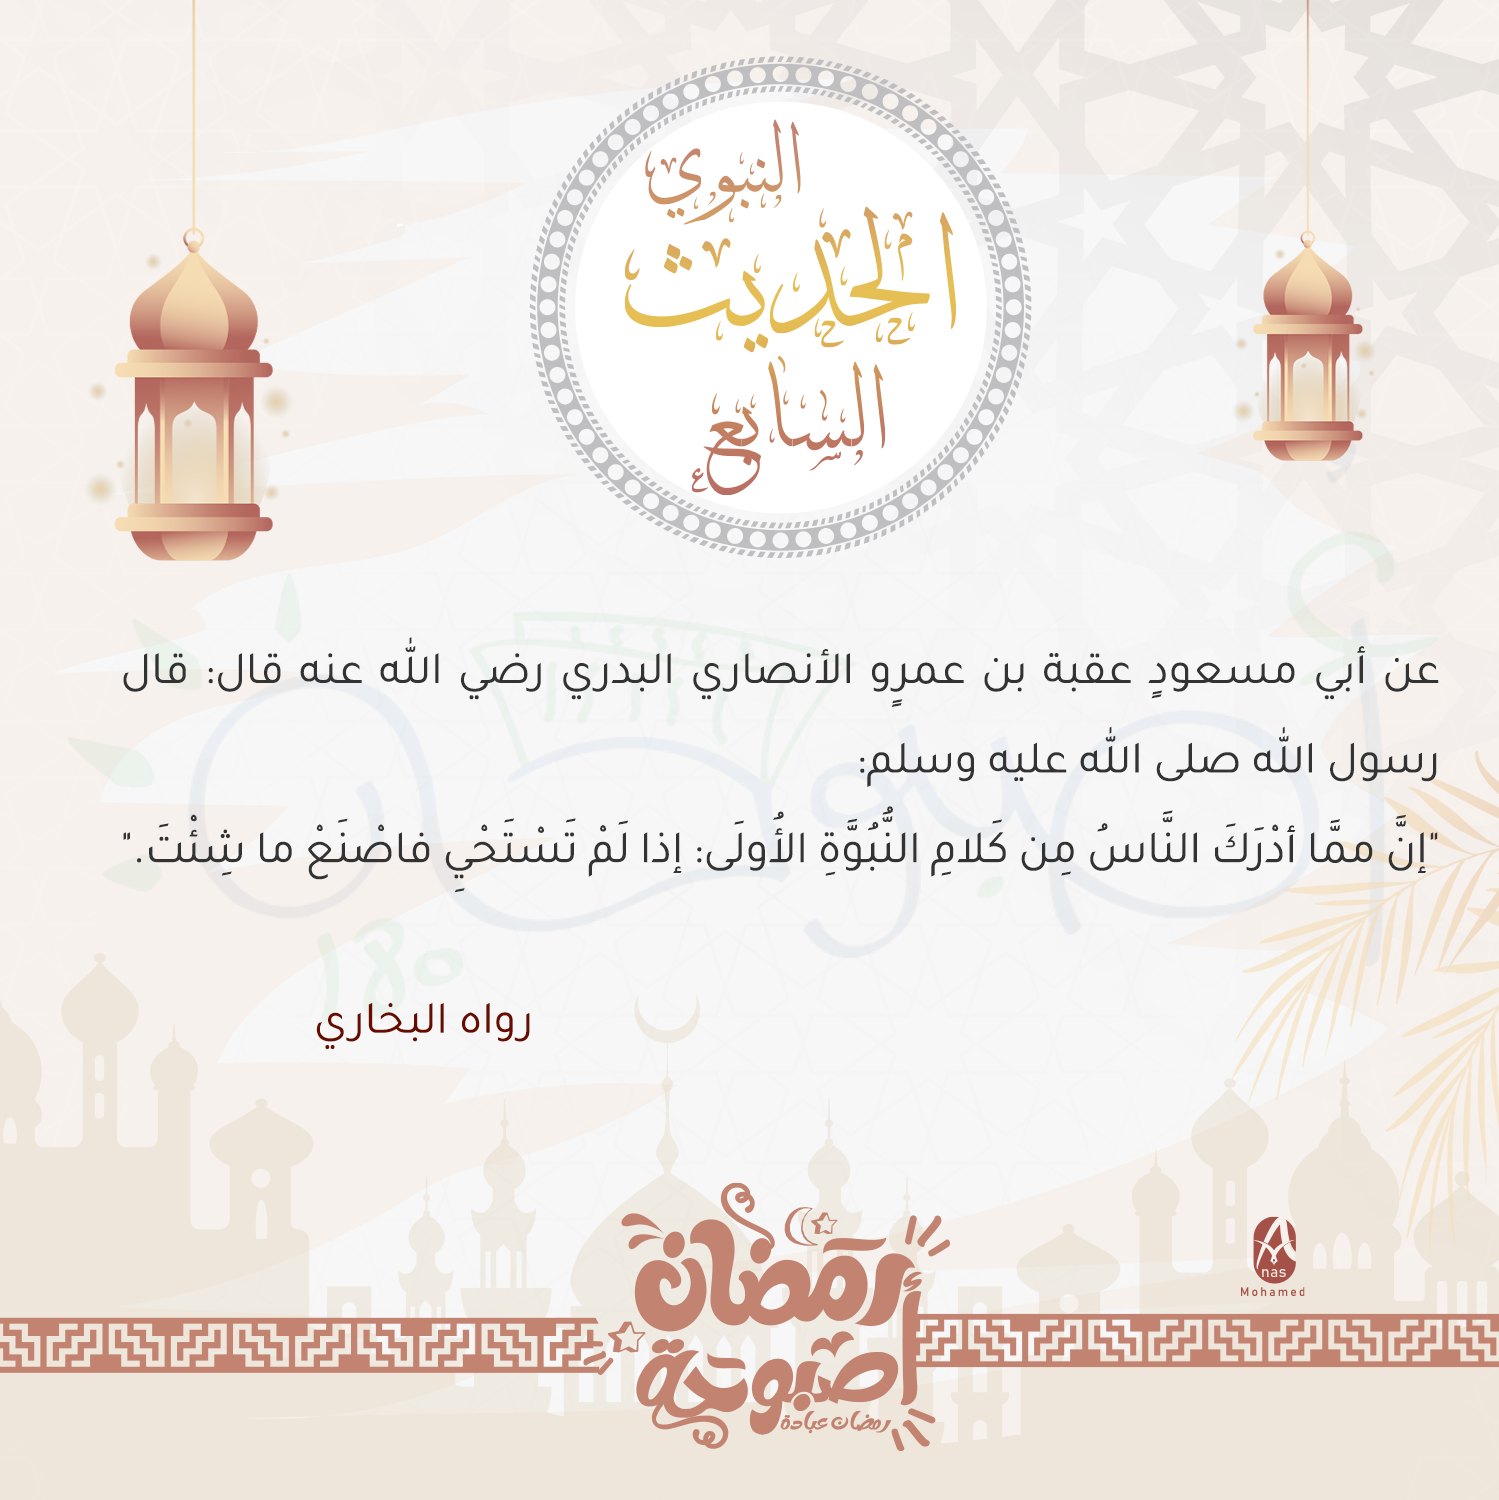 النبوي
الحديث
السابع
عن أبي مسعودٍ عقبة بن عمرٍو الأنصاري البدري رضي الله عنه قال: قال
رسول الله صلى الله عليه وسلم:
"إنَّ ممَّا أدْرَكَ النَّاسُ مِن كَلامِ النُّبُوَّةِ الأُولَى: إذا لَمْ تَسْتَحْيِ فاصْنَعْ ما شِئْتَ."
رواه البخاري
رمضان
أصبوحة
رمضان عبادة
nas
Mohamed
أصبوحة
١٨٠